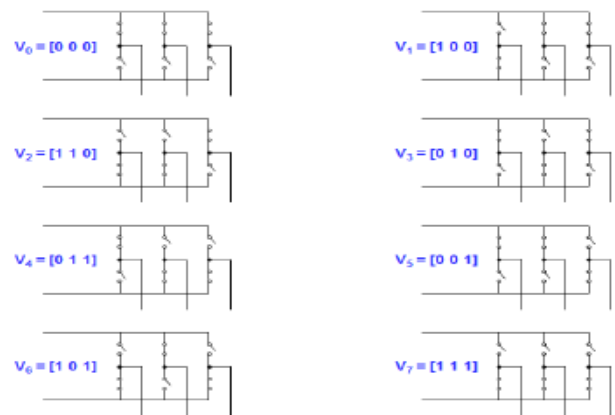 V₀ = [0 0 0]
V₁ = [1 0 0]
V₂ = [1 1 0]
V₃ = [0 1 0]
V₄ = [0 1 1]
V₅ = [0 0 1]
V₆ = [1 0 1]
V₇ = [1 1 1]